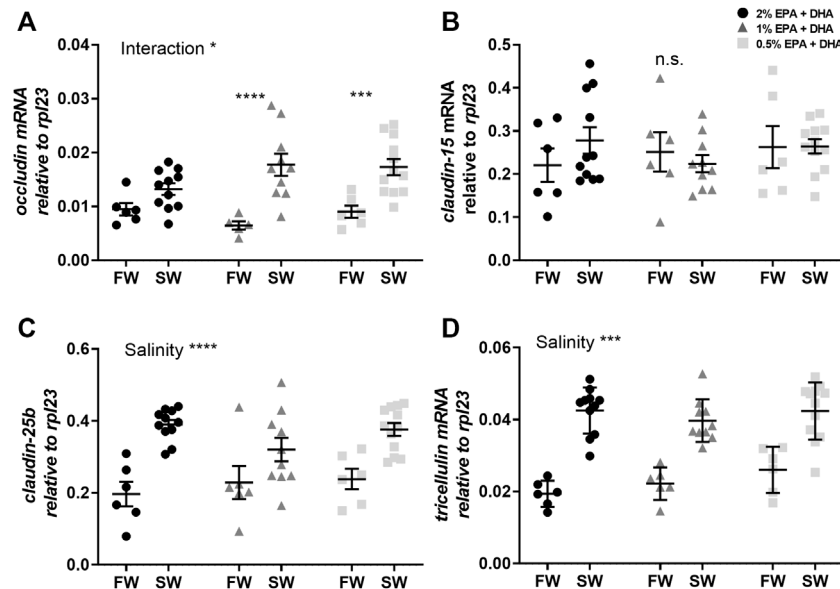 A
Interaction *
****
***
0.04
0.03
0.02
0.01
0.00
occludin mRNA
relative to rpl23
FW SW FW SW FW SW
B
2% EPA + DHA
1% EPA + DHA
0.5% EPA + DHA
n.s.
0.5
0.4
0.3
0.2
0.1
0.0
claudin-15 mRNA
relative to rpl23
FW SW FW SW FW SW
C
Salinity ****
0.6
0.4
0.2
0.0
claudin-25b
relative to rpl23
FW SW FW SW FW SW
D
Salinity ***
0.06
0.04
0.02
0.00
tricellulin mRNA
relative to rpl23
FW SW FW SW FW SW